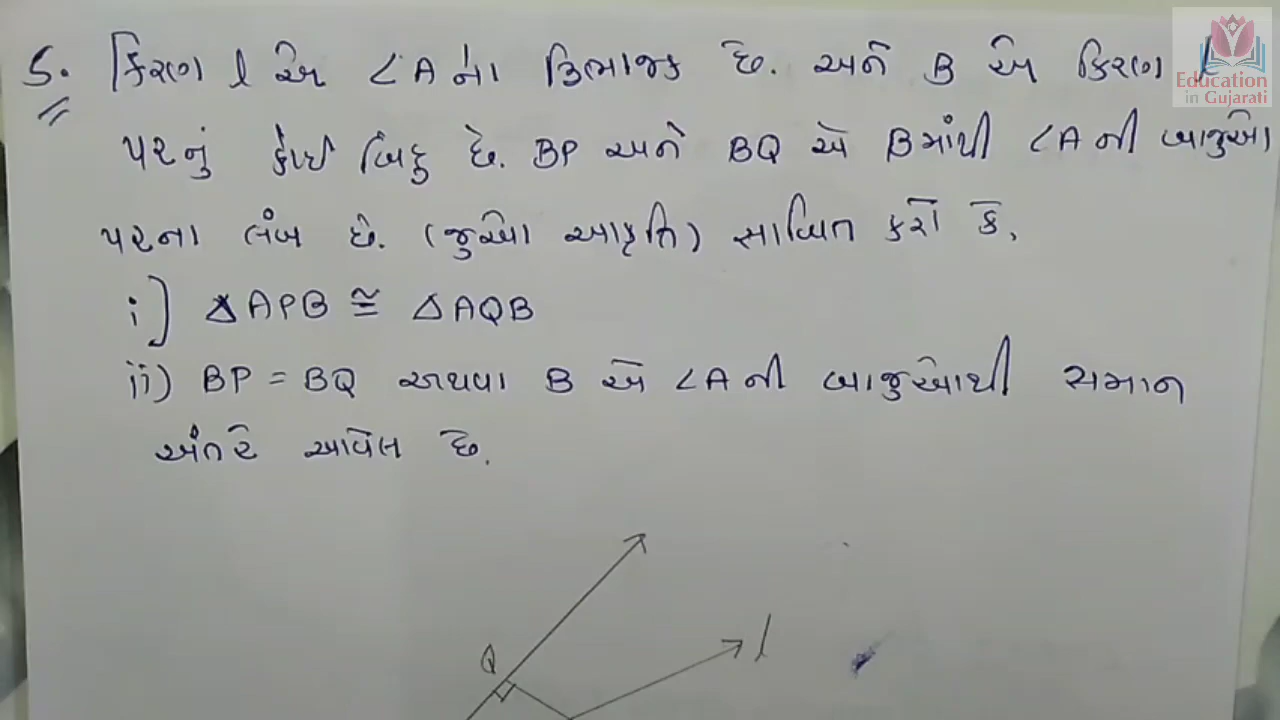 5. કિરણ l એ ∠A નો દ્વિભાજક છે. અને B એ કિરણ l
પરનું કોઈ બિંદુ છે. BP અને BQ એ Bમાંથી ∠A ની બાજુઓ
પરના લંબ છે. (જુઓ આકૃતિ) સાબિત કરો કે,
i) △APB ≅ △AQB
ii) BP = BQ અથવા B એ ∠A ની બાજુઓથી સમાન
અંતરે આવેલ છે.
Q
l
Education
in Gujarati